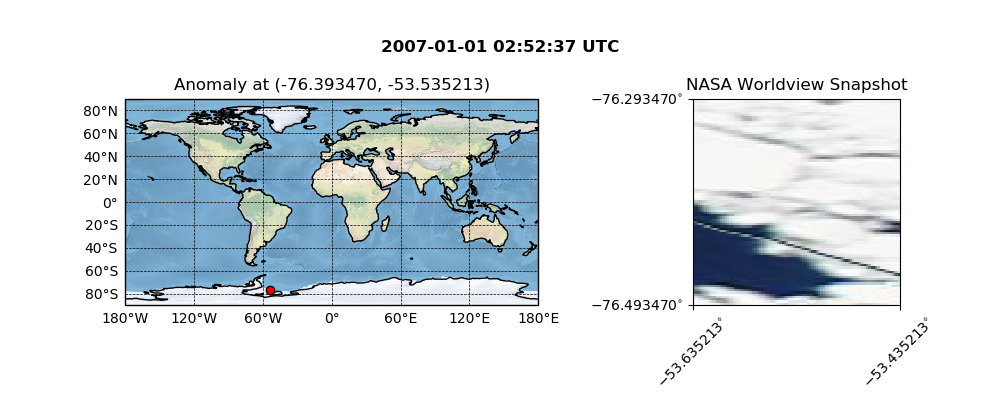 2007-01-01 02:52:37 UTC
Anomaly at (-76.393470, -53.535213)
NASA Worldview Snapshot
80°N
60°N
40°N
20°N
0°
20°S
40°S
60°S
80°S
180°W 120°W 60°W 0° 60°E 120°E 180°E
−76.293470°
−76.493470°
−53.635213°
−53.435213°